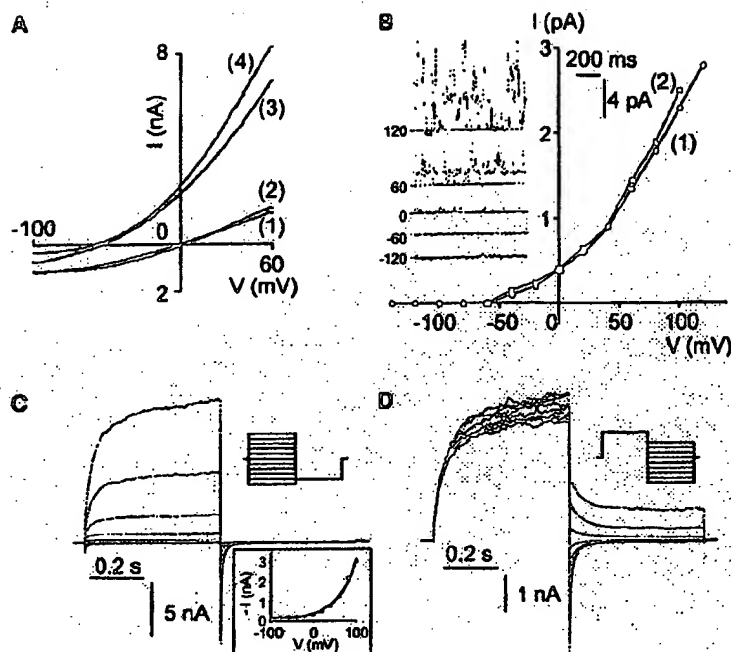 A
8
I (nA)
(4)
(3)
(2)
(1)
-100
0
60
2
V (mV)
B
I (pA)
3
200 ms
4 pA
(2)
(1)
2
1
120
60
0
-60
-120
-100
-50
0
50
100
V (mV)
C
0.2 s
5 nA
-I (nA)
3
2
1
0
-100
0
100
V (mV)
D
0.2 s
1 nA